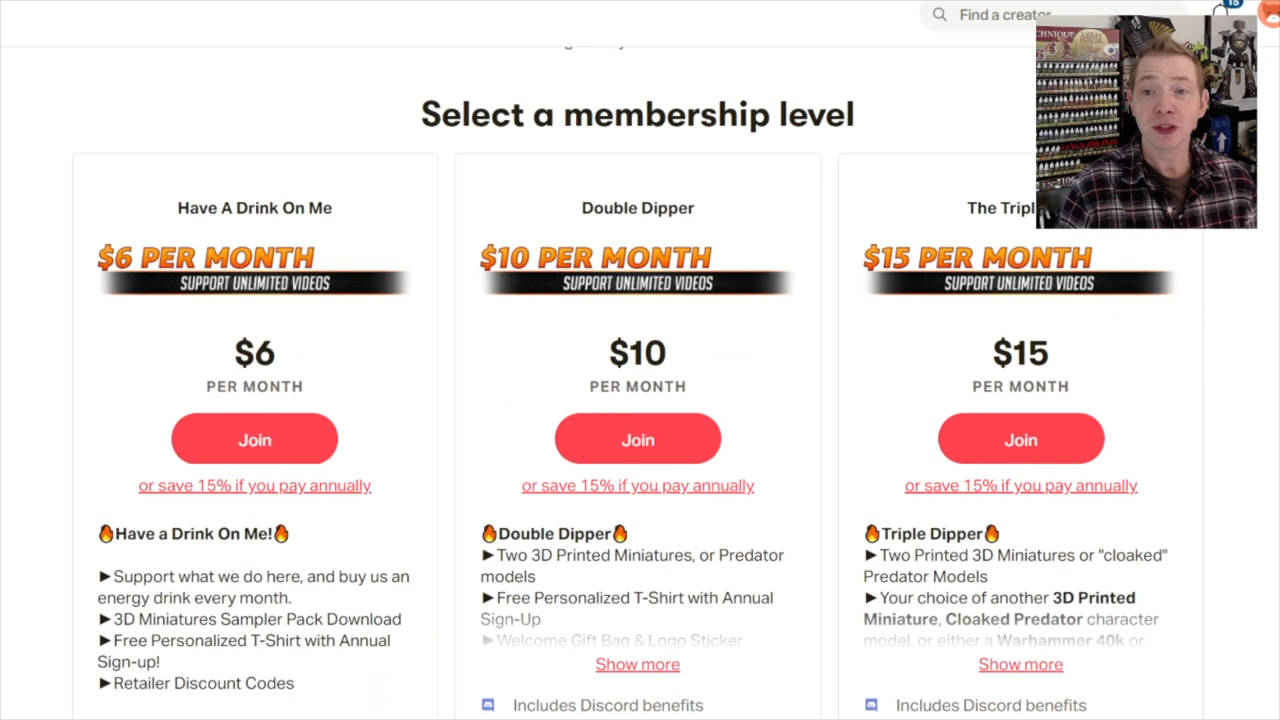 Find a creator
15
Select a membership level
Have A Drink On Me
$6 PER MONTH
SUPPORT UNLIMITED VIDEOS
$6
PER MONTH
Join
or save 15% if you pay annually
🔥Have a Drink On Me!🔥
►Support what we do here, and buy us an
energy drink every month.
►3D Miniatures Sampler Pack Download
►Free Personalized T-Shirt with Annual
Sign-up!
►Retailer Discount Codes
Double Dipper
$10 PER MONTH
SUPPORT UNLIMITED VIDEOS
$10
PER MONTH
Join
or save 15% if you pay annually
🔥Double Dipper🔥
►Two 3D Printed Miniatures, or Predator
models
►Free Personalized T-Shirt with Annual
Sign-Up
►Welcome Gift Bag & Logo Sticker
Show more
Includes Discord benefits
The Tripl
$15 PER MONTH
SUPPORT UNLIMITED VIDEOS
$15
PER MONTH
Join
or save 15% if you pay annually
🔥Triple Dipper🔥
►Two Printed 3D Miniatures or "cloaked"
Predator Models
►Your choice of another 3D Printed
Miniature, Cloaked Predator character
model, or either a Warhammer 40k or
Show more
Includes Discord benefits